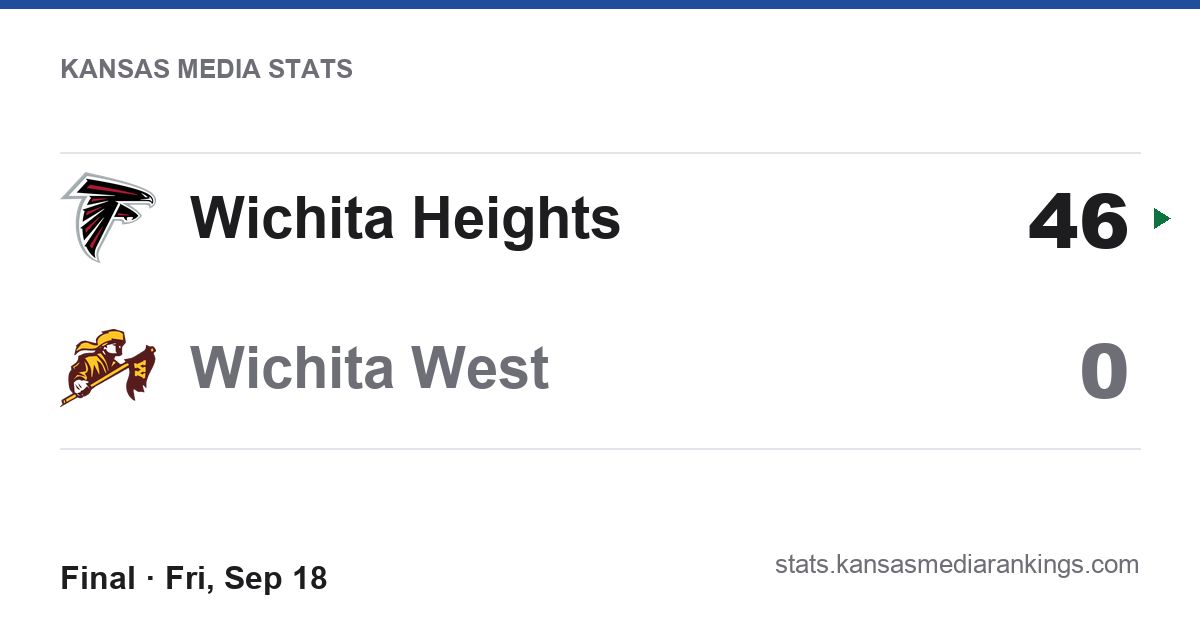 KANSAS MEDIA STATS
Wichita Heights 46
Wichita West 0
W
Final · Fri, Sep 18
stats.kansasmediarankings.com